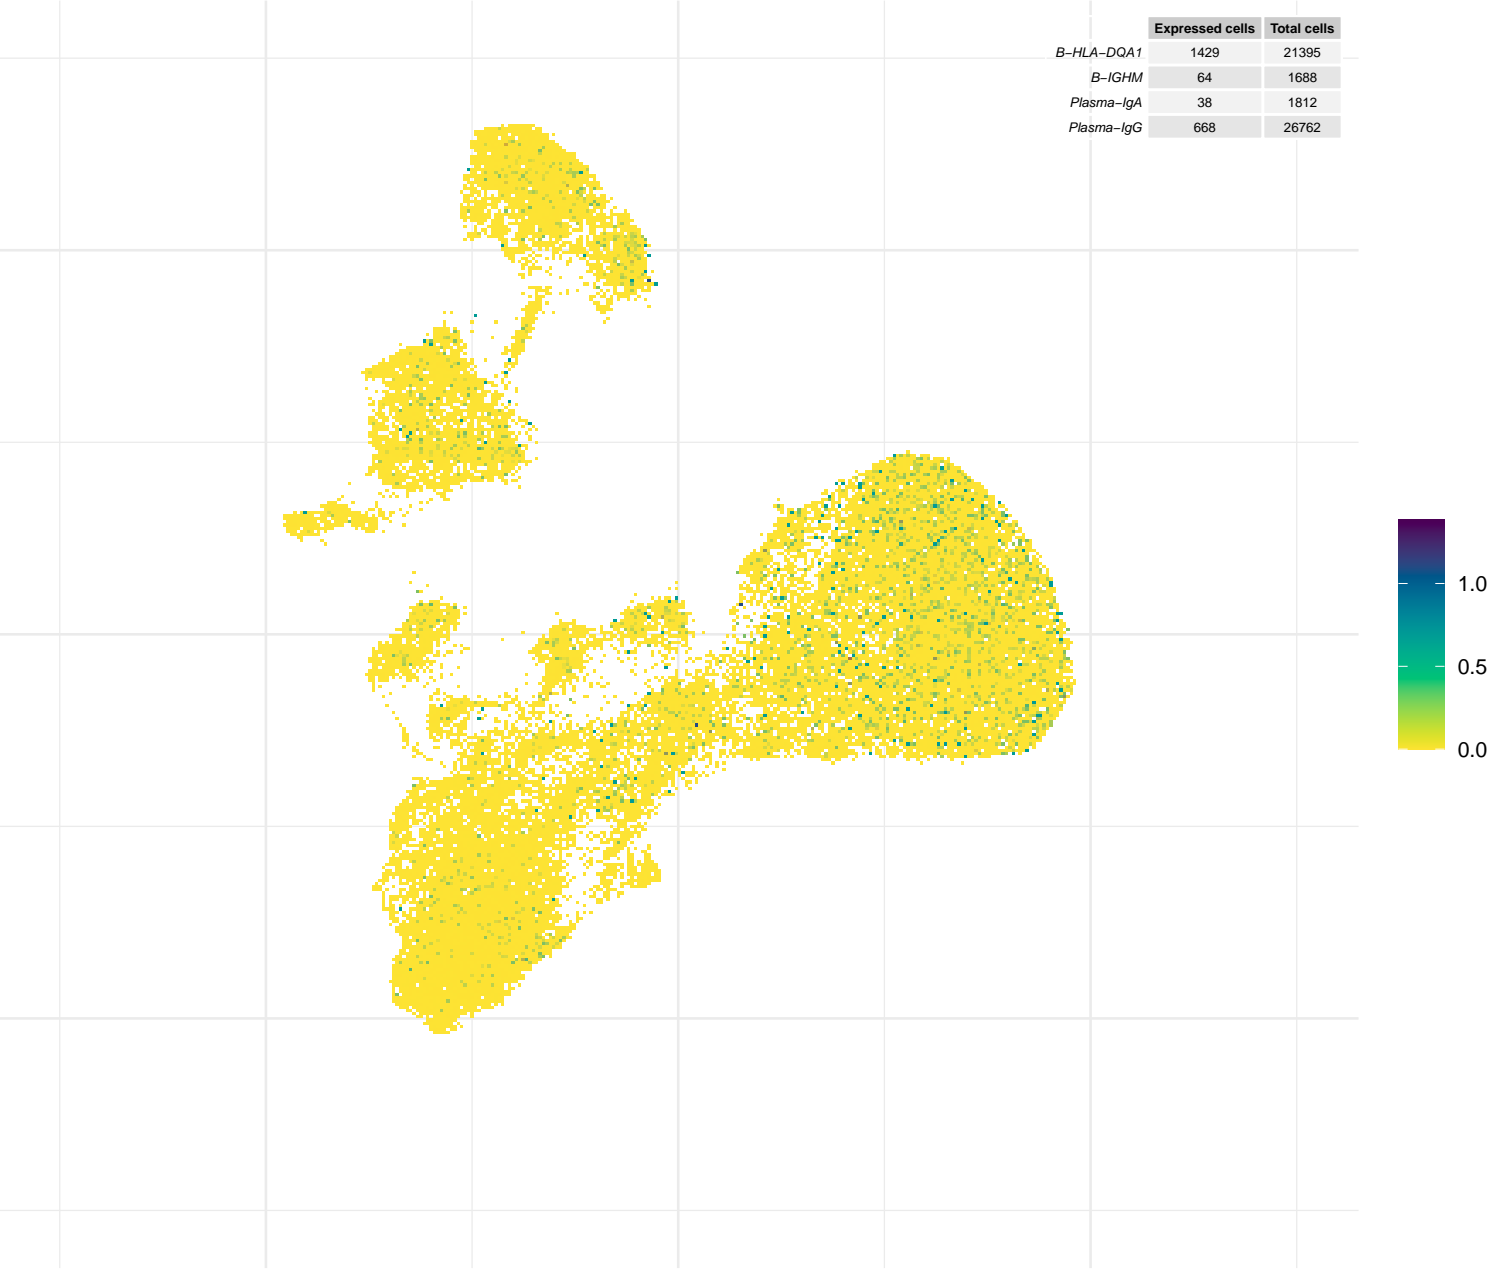 Expressed cells Total cells
B−HLA−DQA1 1429 21395
B−IGHM 64 1688
Plasma−IgA 38 1812
Plasma−IgG 668 26762
1.0
0.5
0.0